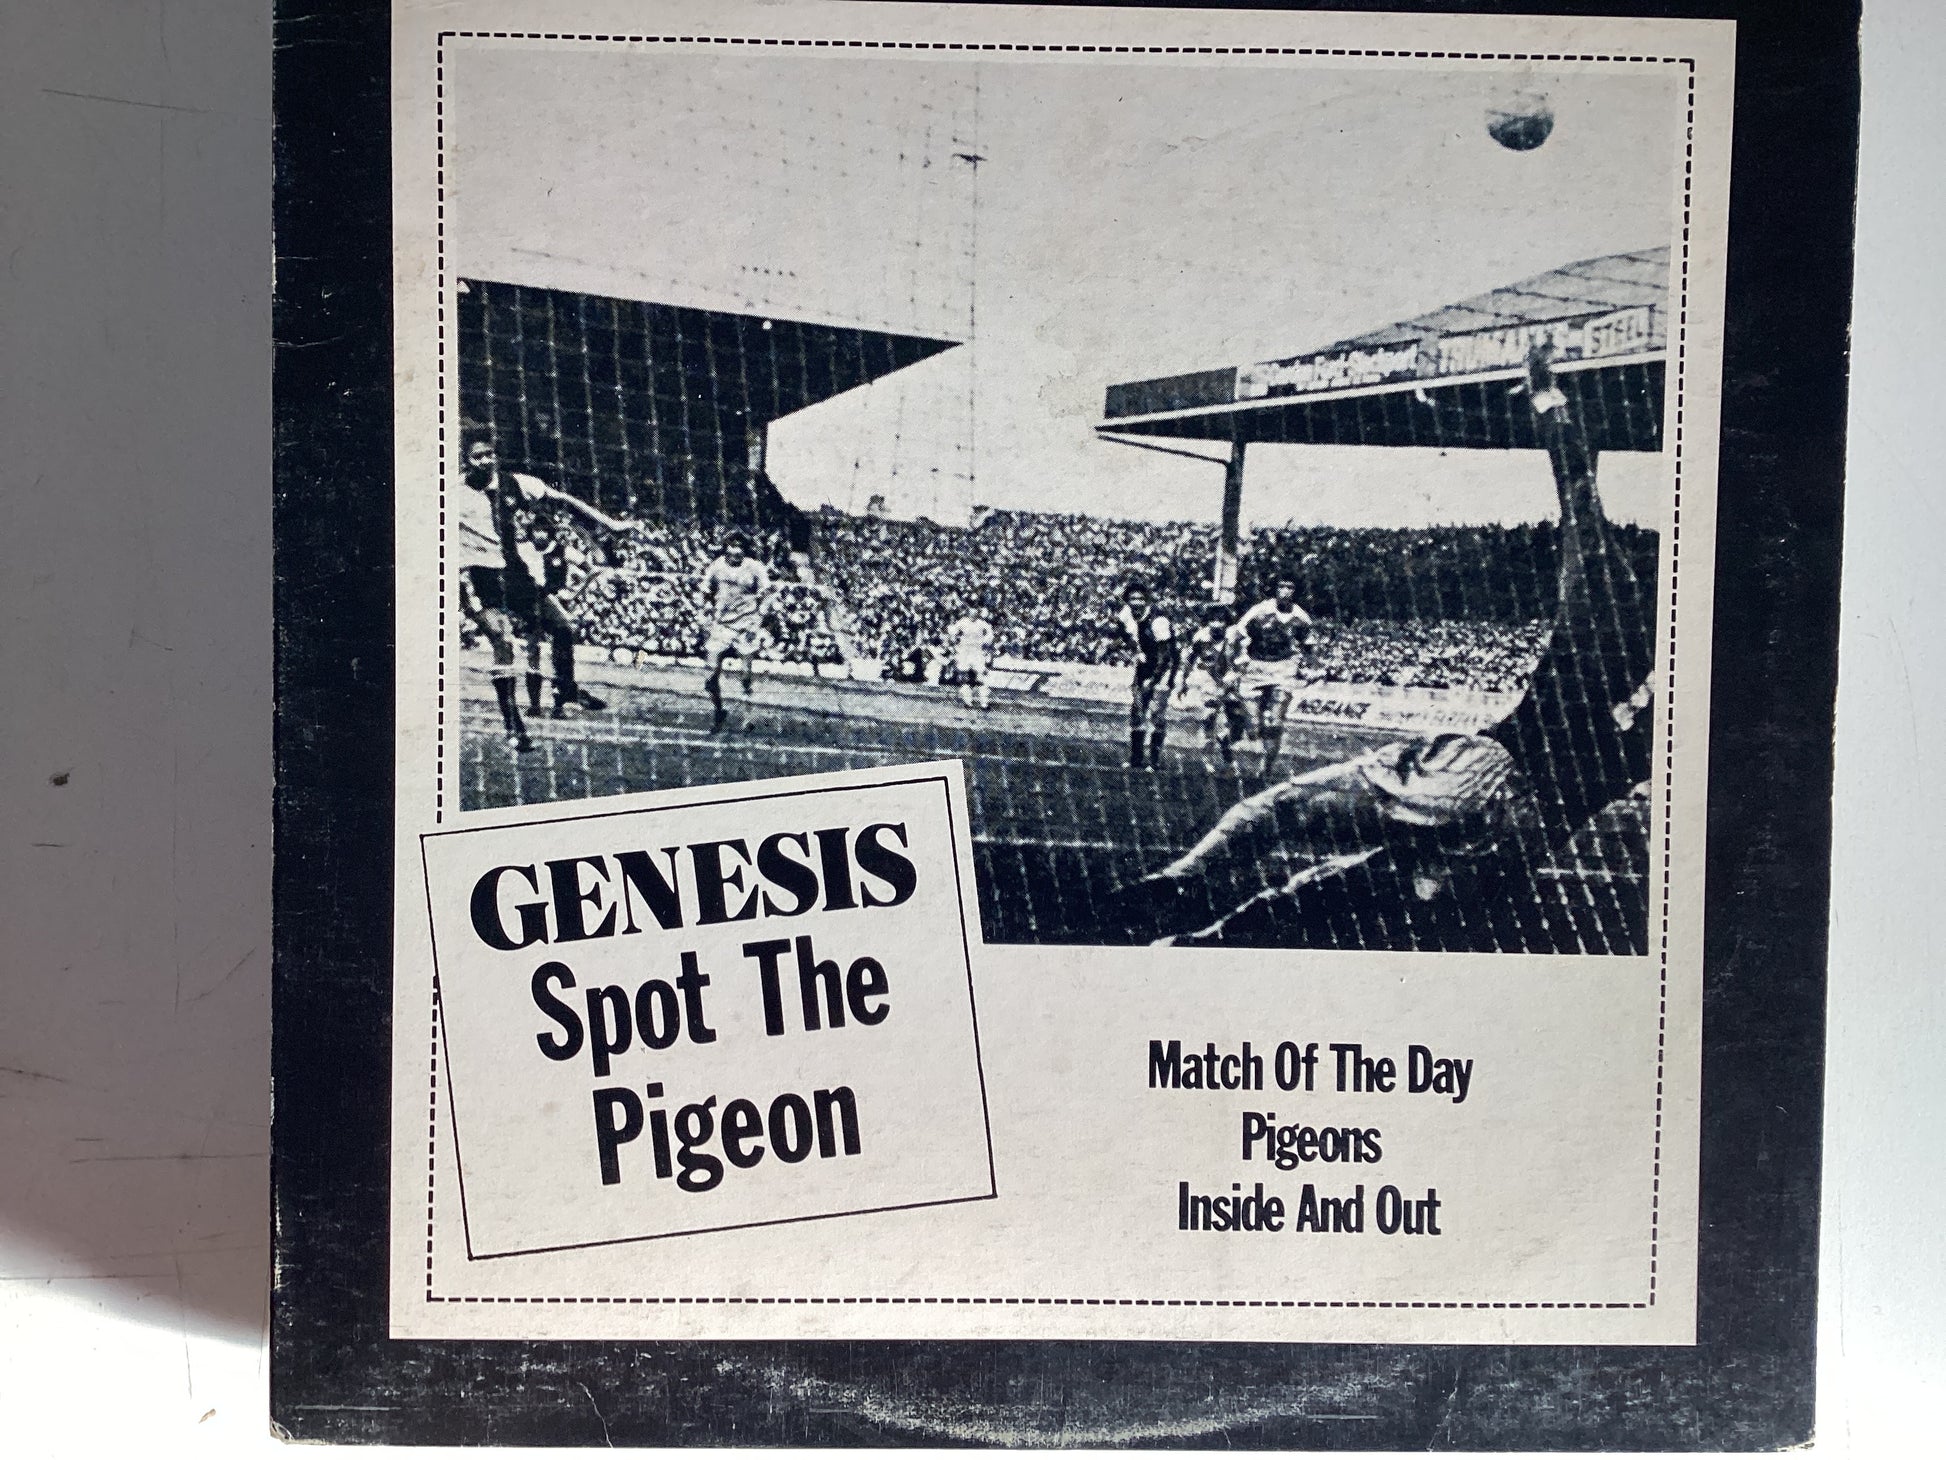 STEEL
GENESIS
Spot The
Pigeon
Match Of The Day
Pigeons
Inside And Out